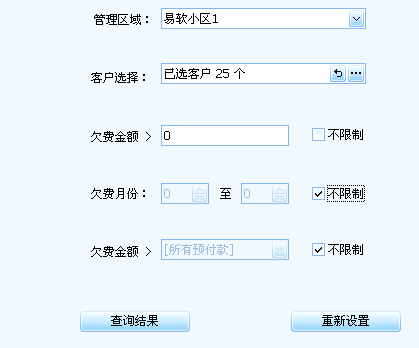 管理区域： 易软小区1
客户选择： 已选客户 25 个
欠费金额 > 0 不限制
欠费月份： 0 至 0 不限制
欠费金额 > [所有预付款] 不限制
查询结果 重新设置